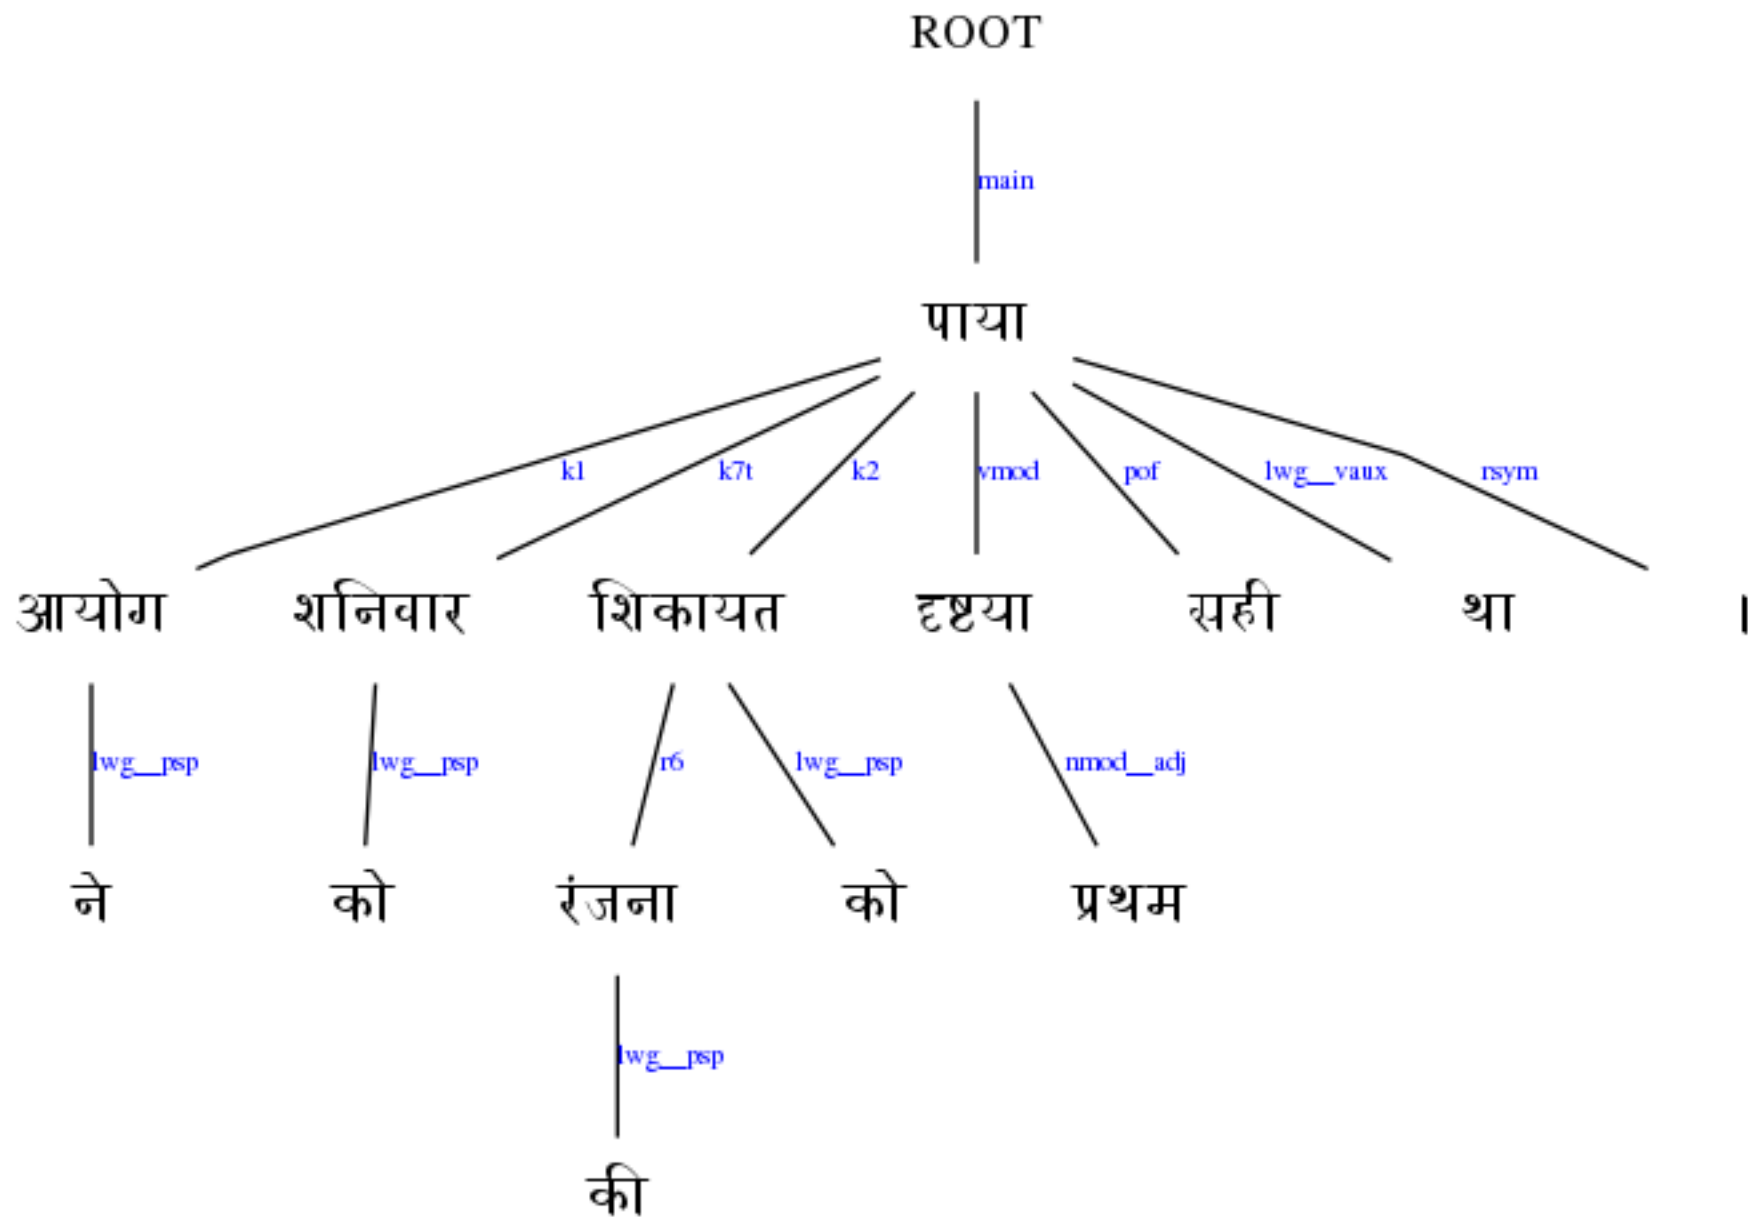 ROOT
main
पाया
k1 k7t k2 vmod pof lwg__vaux rsym
आयोग शनिवार शिकायत दृष्टया सही था ।
lwg__psp lwg__psp r6 lwg__psp nmod__adj
ने को रंजना को प्रथम
lwg__psp
की